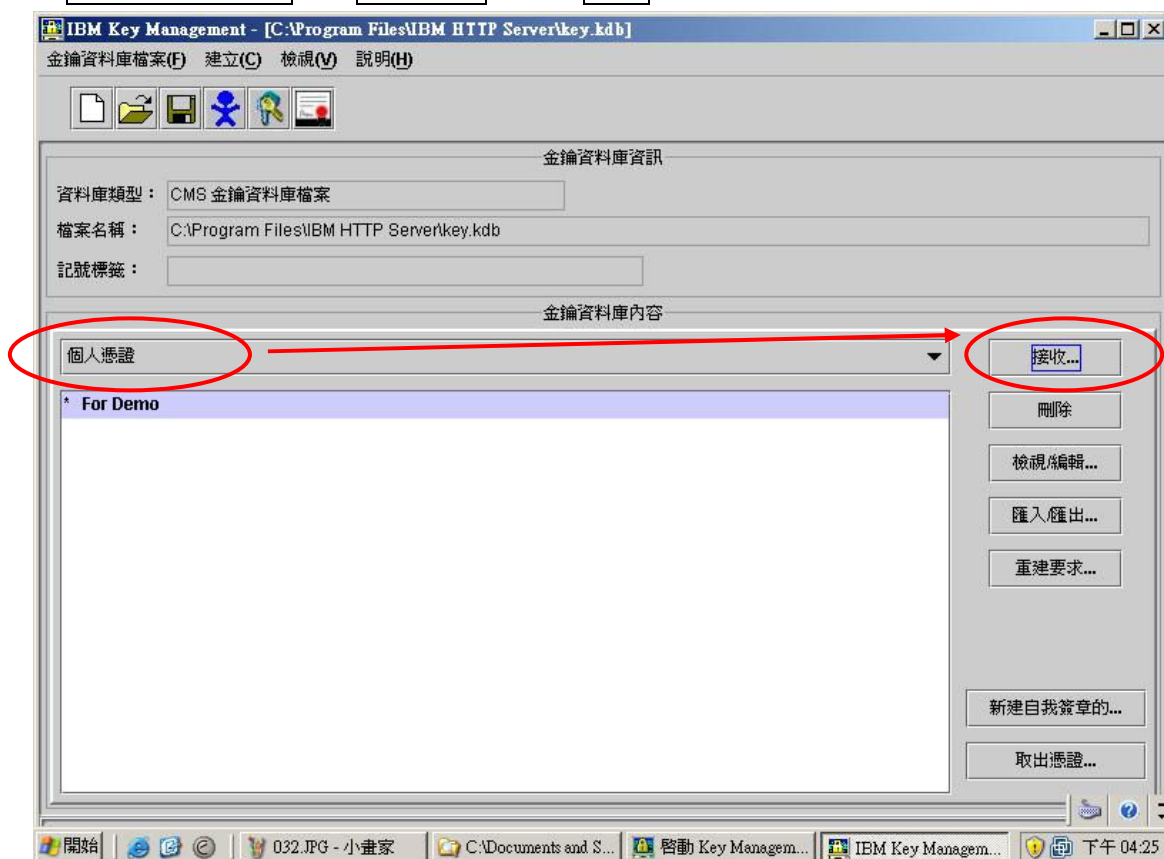 IBM Key Management - [C:\Program Files\IBM HTTP Server\key.kdb]
金鑰資料庫檔案(F) 建立(C) 檢視(V) 說明(H)
金鑰資料庫資訊
資料庫類型： CMS 金鑰資料庫檔案
檔案名稱： C:\Program Files\IBM HTTP Server\key.kdb
記號標籤：
金鑰資料庫內容
個人憑證
接收...
* For Demo
刪除
檢視/編輯...
匯入/匯出...
重建要求...
新建自我簽章的...
取出憑證...
開始 032.JPG - 小畫家 C:\Documents and S... 啟動 Key Managem... IBM Key Managem... 下午 04:25